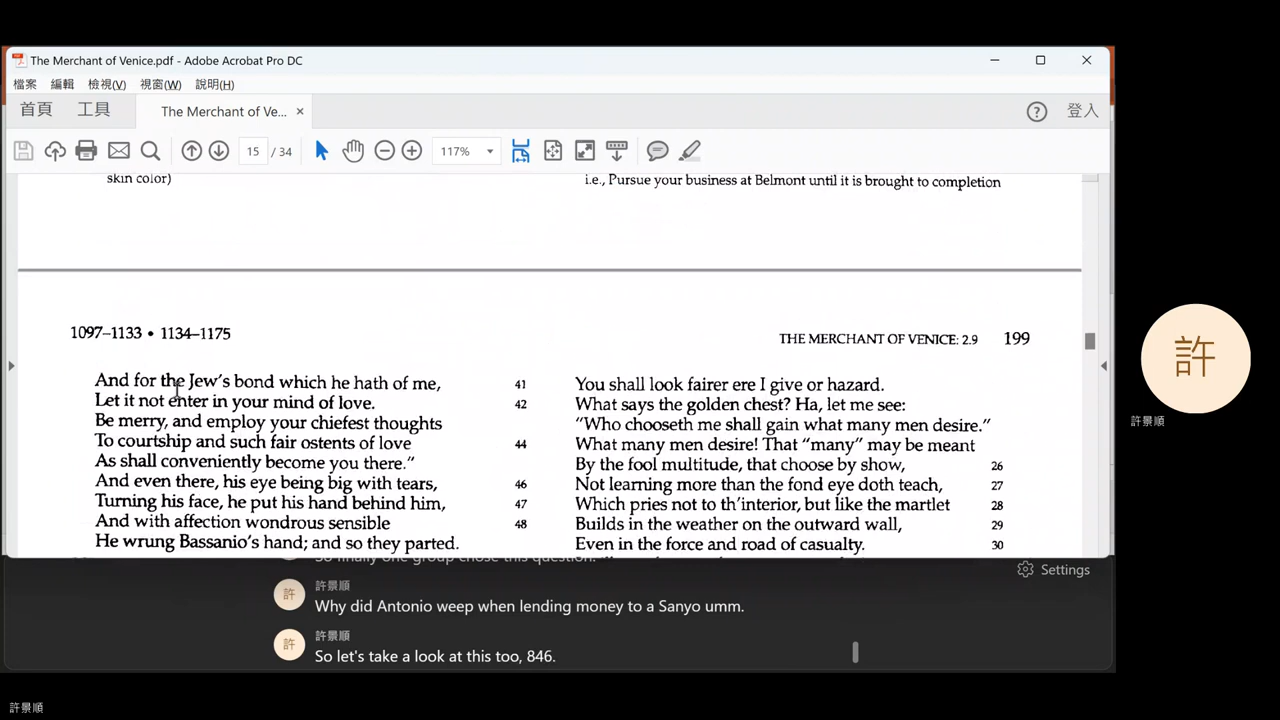 The Merchant of Venice.pdf - Adobe Acrobat Pro DC
檔案 編輯 檢視(V) 視窗(W) 說明(H)
首頁 工具 The Merchant of Ve... × 登入
15 / 34 117%
skin color)
i.e., Pursue your business at Belmont until it is brought to completion
1097–1133 • 1134–1175
THE MERCHANT OF VENICE: 2.9 199
And for the Jew's bond which he hath of me, 41
Let it not enter in your mind of love. 42
Be merry, and employ your chiefest thoughts
To courtship and such fair ostents of love 44
As shall conveniently become you there."
And even there, his eye being big with tears, 46
Turning his face, he put his hand behind him, 47
And with affection wondrous sensible 48
He wrung Bassanio's hand; and so they parted.
You shall look fairer ere I give or hazard.
What says the golden chest? Ha, let me see:
"Who chooseth me shall gain what many men desire."
What many men desire! That "many" may be meant
By the fool multitude, that choose by show, 26
Not learning more than the fond eye doth teach, 27
Which pries not to th'interior, but like the martlet 28
Builds in the weather on the outward wall, 29
Even in the force and road of casualty. 30
So finally one group chose this question.
Settings
許
許景順
Why did Antonio weep when lending money to a Sanyo umm.
許
許景順
So let's take a look at this too, 846.
許
許景順
許景順